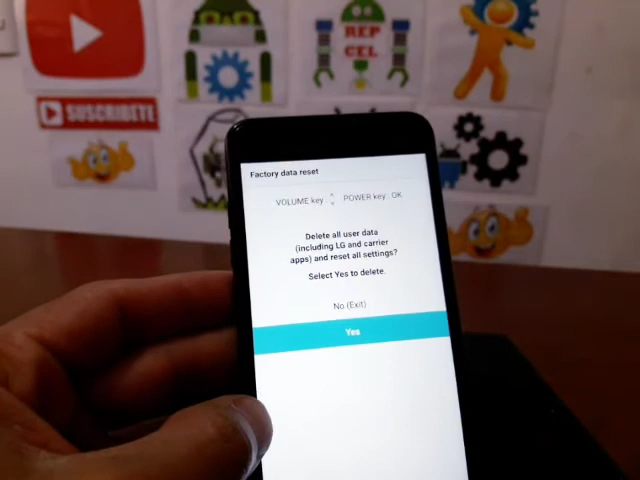 REP
CEL
SUSCRIBETE
Factory data reset
VOLUME key POWER key : OK
Delete all user data
(including LG and carrier
apps) and reset all settings?
Select Yes to delete.
No (Exit)
Yes